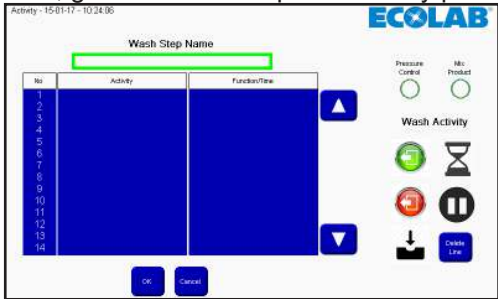 Activity - 15-01-17 - 10:24:06
ECOLAB
Wash Step Name
Pressure Control
Mix Product
No Activity Function/Time
1
2
3
4
5
6
7
8
9
10
11
12
13
14
Wash Activity
Delete Line
OK Cancel